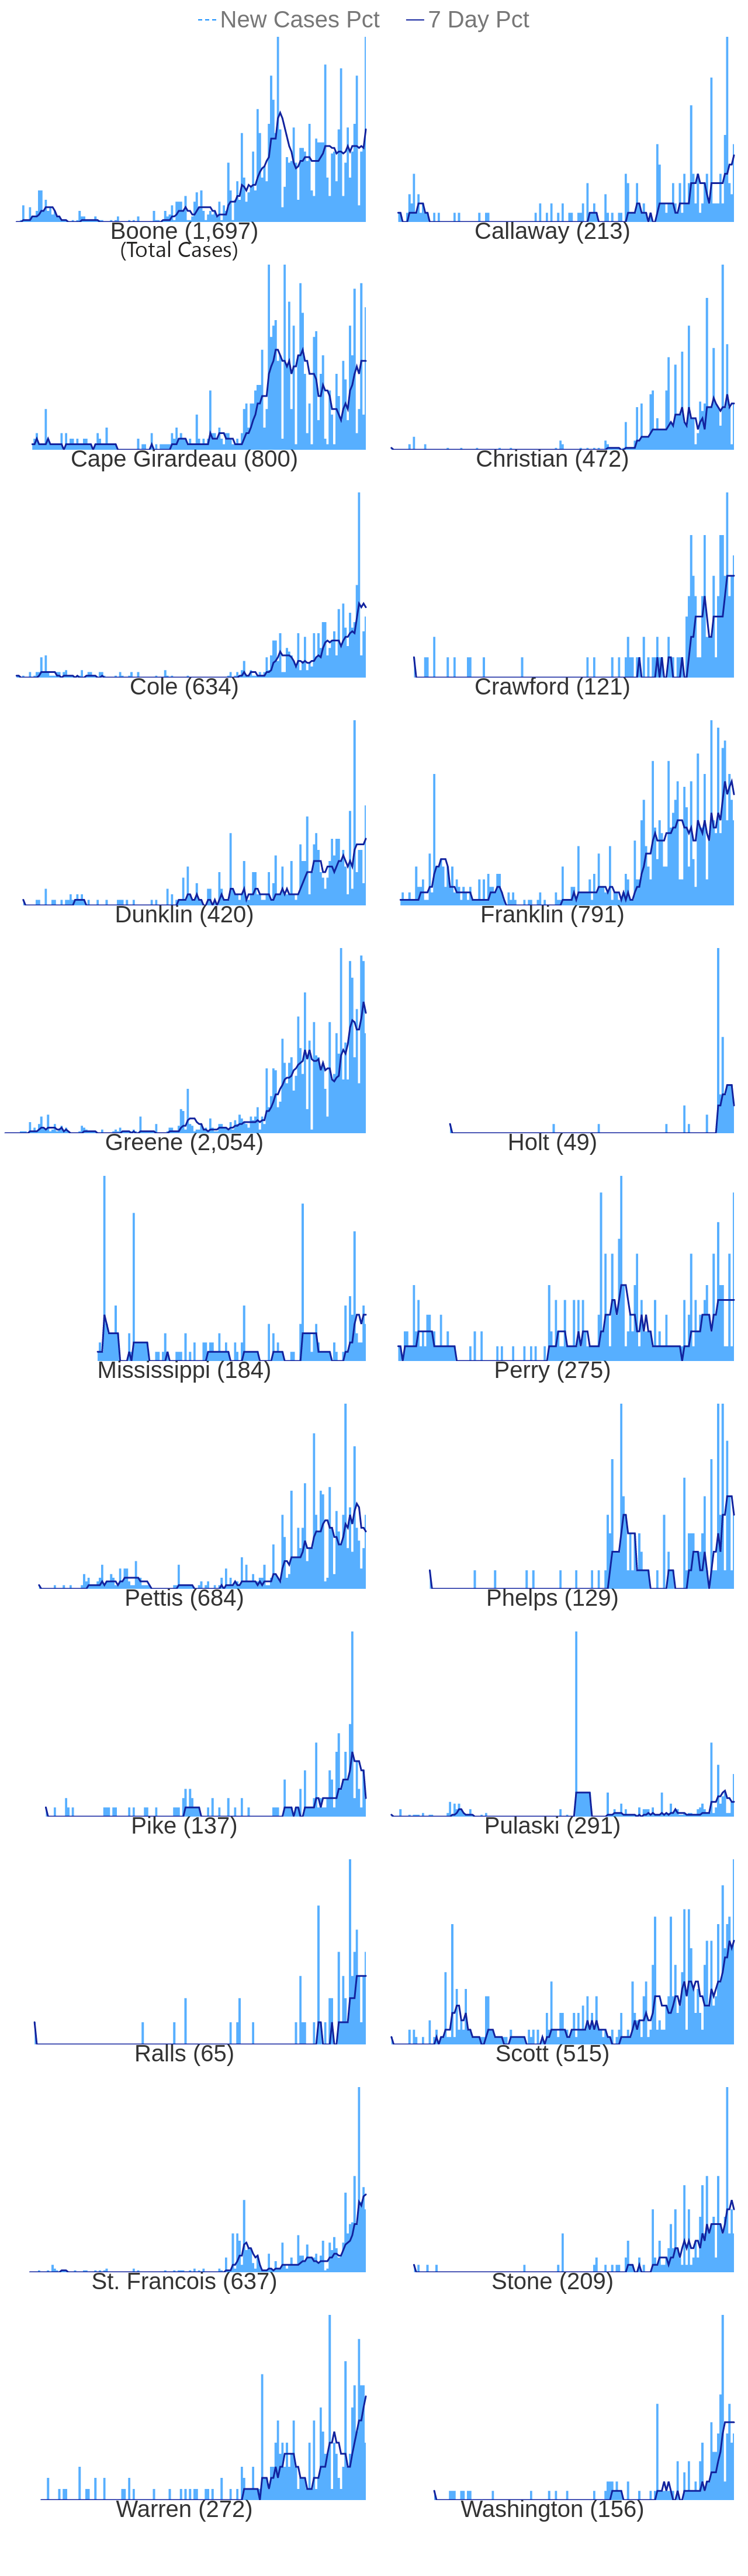 New Cases Pct 7 Day Pct
Boone (1,697) Callaway (213)
(Total Cases)
Cape Girardeau (800) Christian (472)
Cole (634) Crawford (121)
Dunklin (420) Franklin (791)
Greene (2,054) Holt (49)
Mississippi (184) Perry (275)
Pettis (684) Phelps (129)
Pike (137) Pulaski (291)
Ralls (65) Scott (515)
St. Francois (637) Stone (209)
Warren (272) Washington (156)